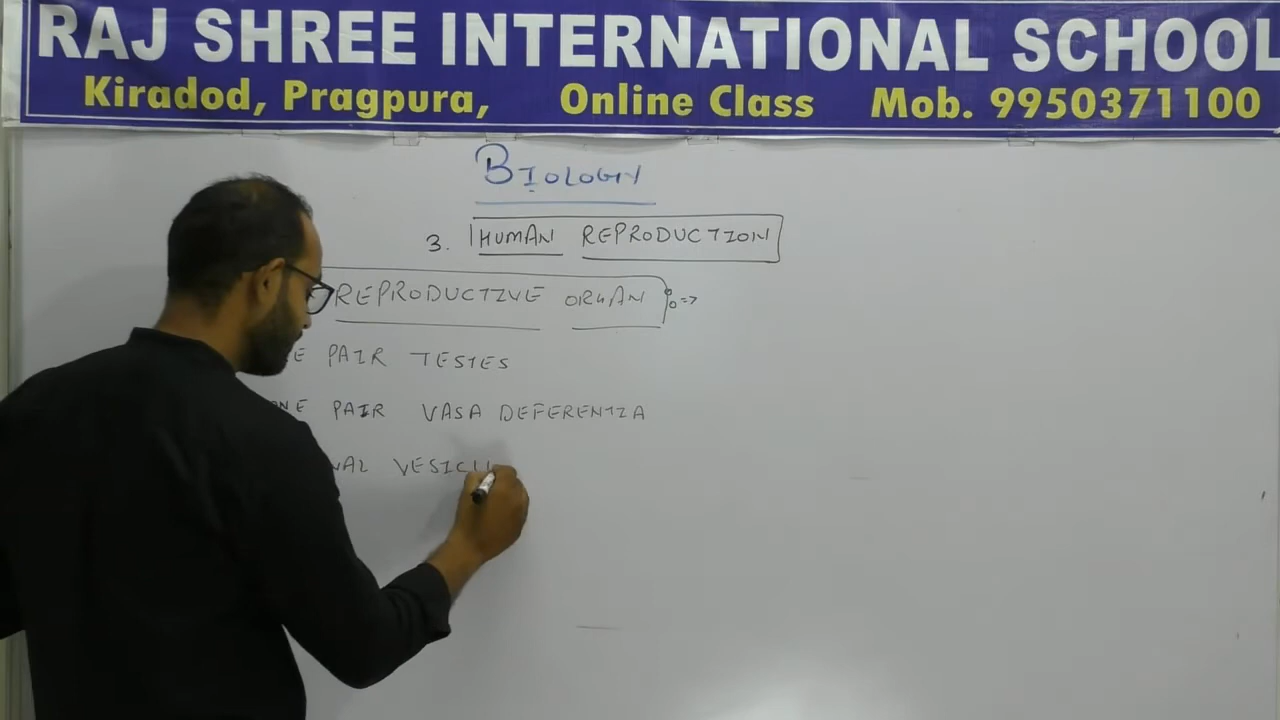 RAJ SHREE INTERNATIONAL SCHOOL
Kiradod, Pragpura, Online Class Mob. 9950371100
BIOLOGY
3. HUMAN REPRODUCTION
REPRODUCTIVE ORGAN
PAIR TESTES
PAIR VASA DEFERENTIA
VESICU